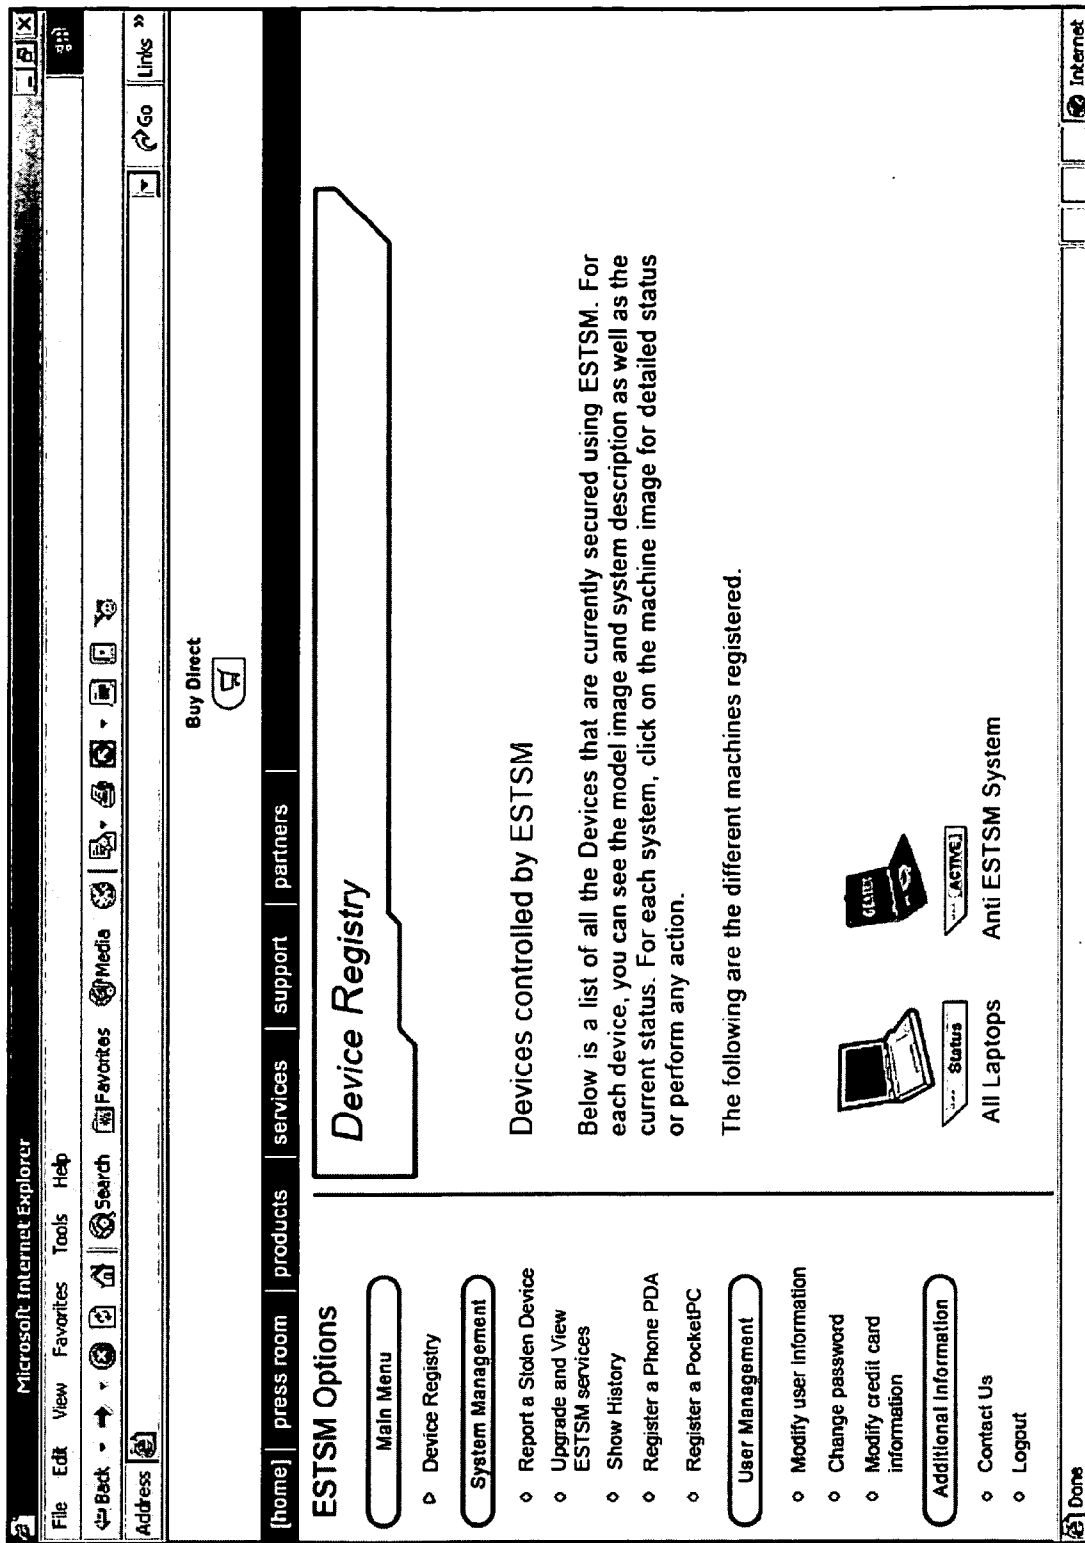 Microsoft Internet Explorer
File Edit View Favorites Tools Help
Back Search Favorites Media
Address Go Links »
Buy Direct
[home] press room products services support partners
ESTSM Options
Main Menu
Device Registry
System Management
Report a Stolen Device
Upgrade and View
ESTSM services
Show History
Register a Phone PDA
Register a PocketPC
User Management
Modify user information
Change password
Modify credit card
information
Additional Information
Contact Us
Logout
Device Registry
Devices controlled by ESTSM
Below is a list of all the Devices that are currently secured using ESTSM. For
each device, you can see the model image and system description as well as the
current status. For each system, click on the machine image for detailed status
or perform any action.
The following are the different machines registered.
Status
All Laptops
[ACTIVE]
Anti ESTSM System
Done
Internet